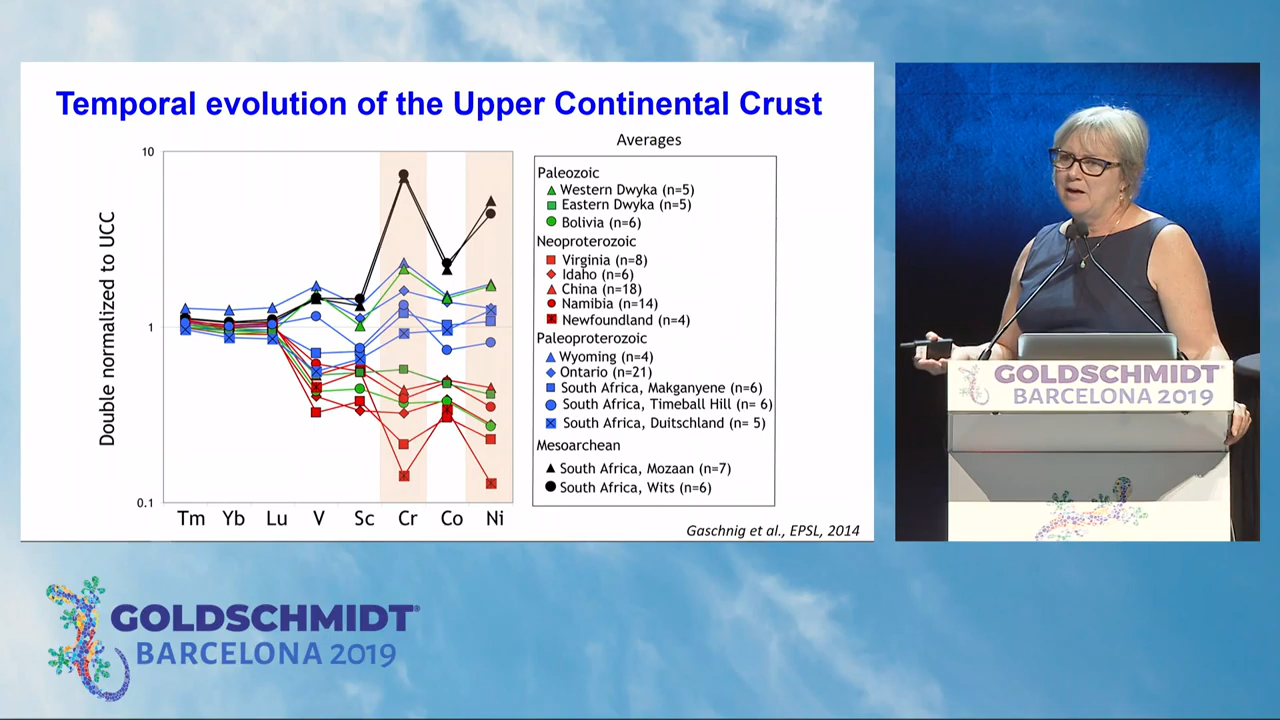 Temporal evolution of the Upper Continental Crust
Averages
10
1
0.1
Double normalized to UCC
Tm Yb Lu V Sc Cr Co Ni
Paleozoic
Western Dwyka (n=5)
Eastern Dwyka (n=5)
Bolivia (n=6)
Neoproterozoic
Virginia (n=8)
Idaho (n=6)
China (n=18)
Namibia (n=14)
Newfoundland (n=4)
Paleoproterozoic
Wyoming (n=4)
Ontario (n=21)
South Africa, Makganyene (n=6)
South Africa, Timeball Hill (n= 6)
South Africa, Duitschland (n= 5)
Mesoarchean
South Africa, Mozaan (n=7)
South Africa, Wits (n=6)
Gaschnig et al., EPSL, 2014
GOLDSCHMIDT®
BARCELONA 2019
GOLDSCHMIDT®
BARCELONA 2019